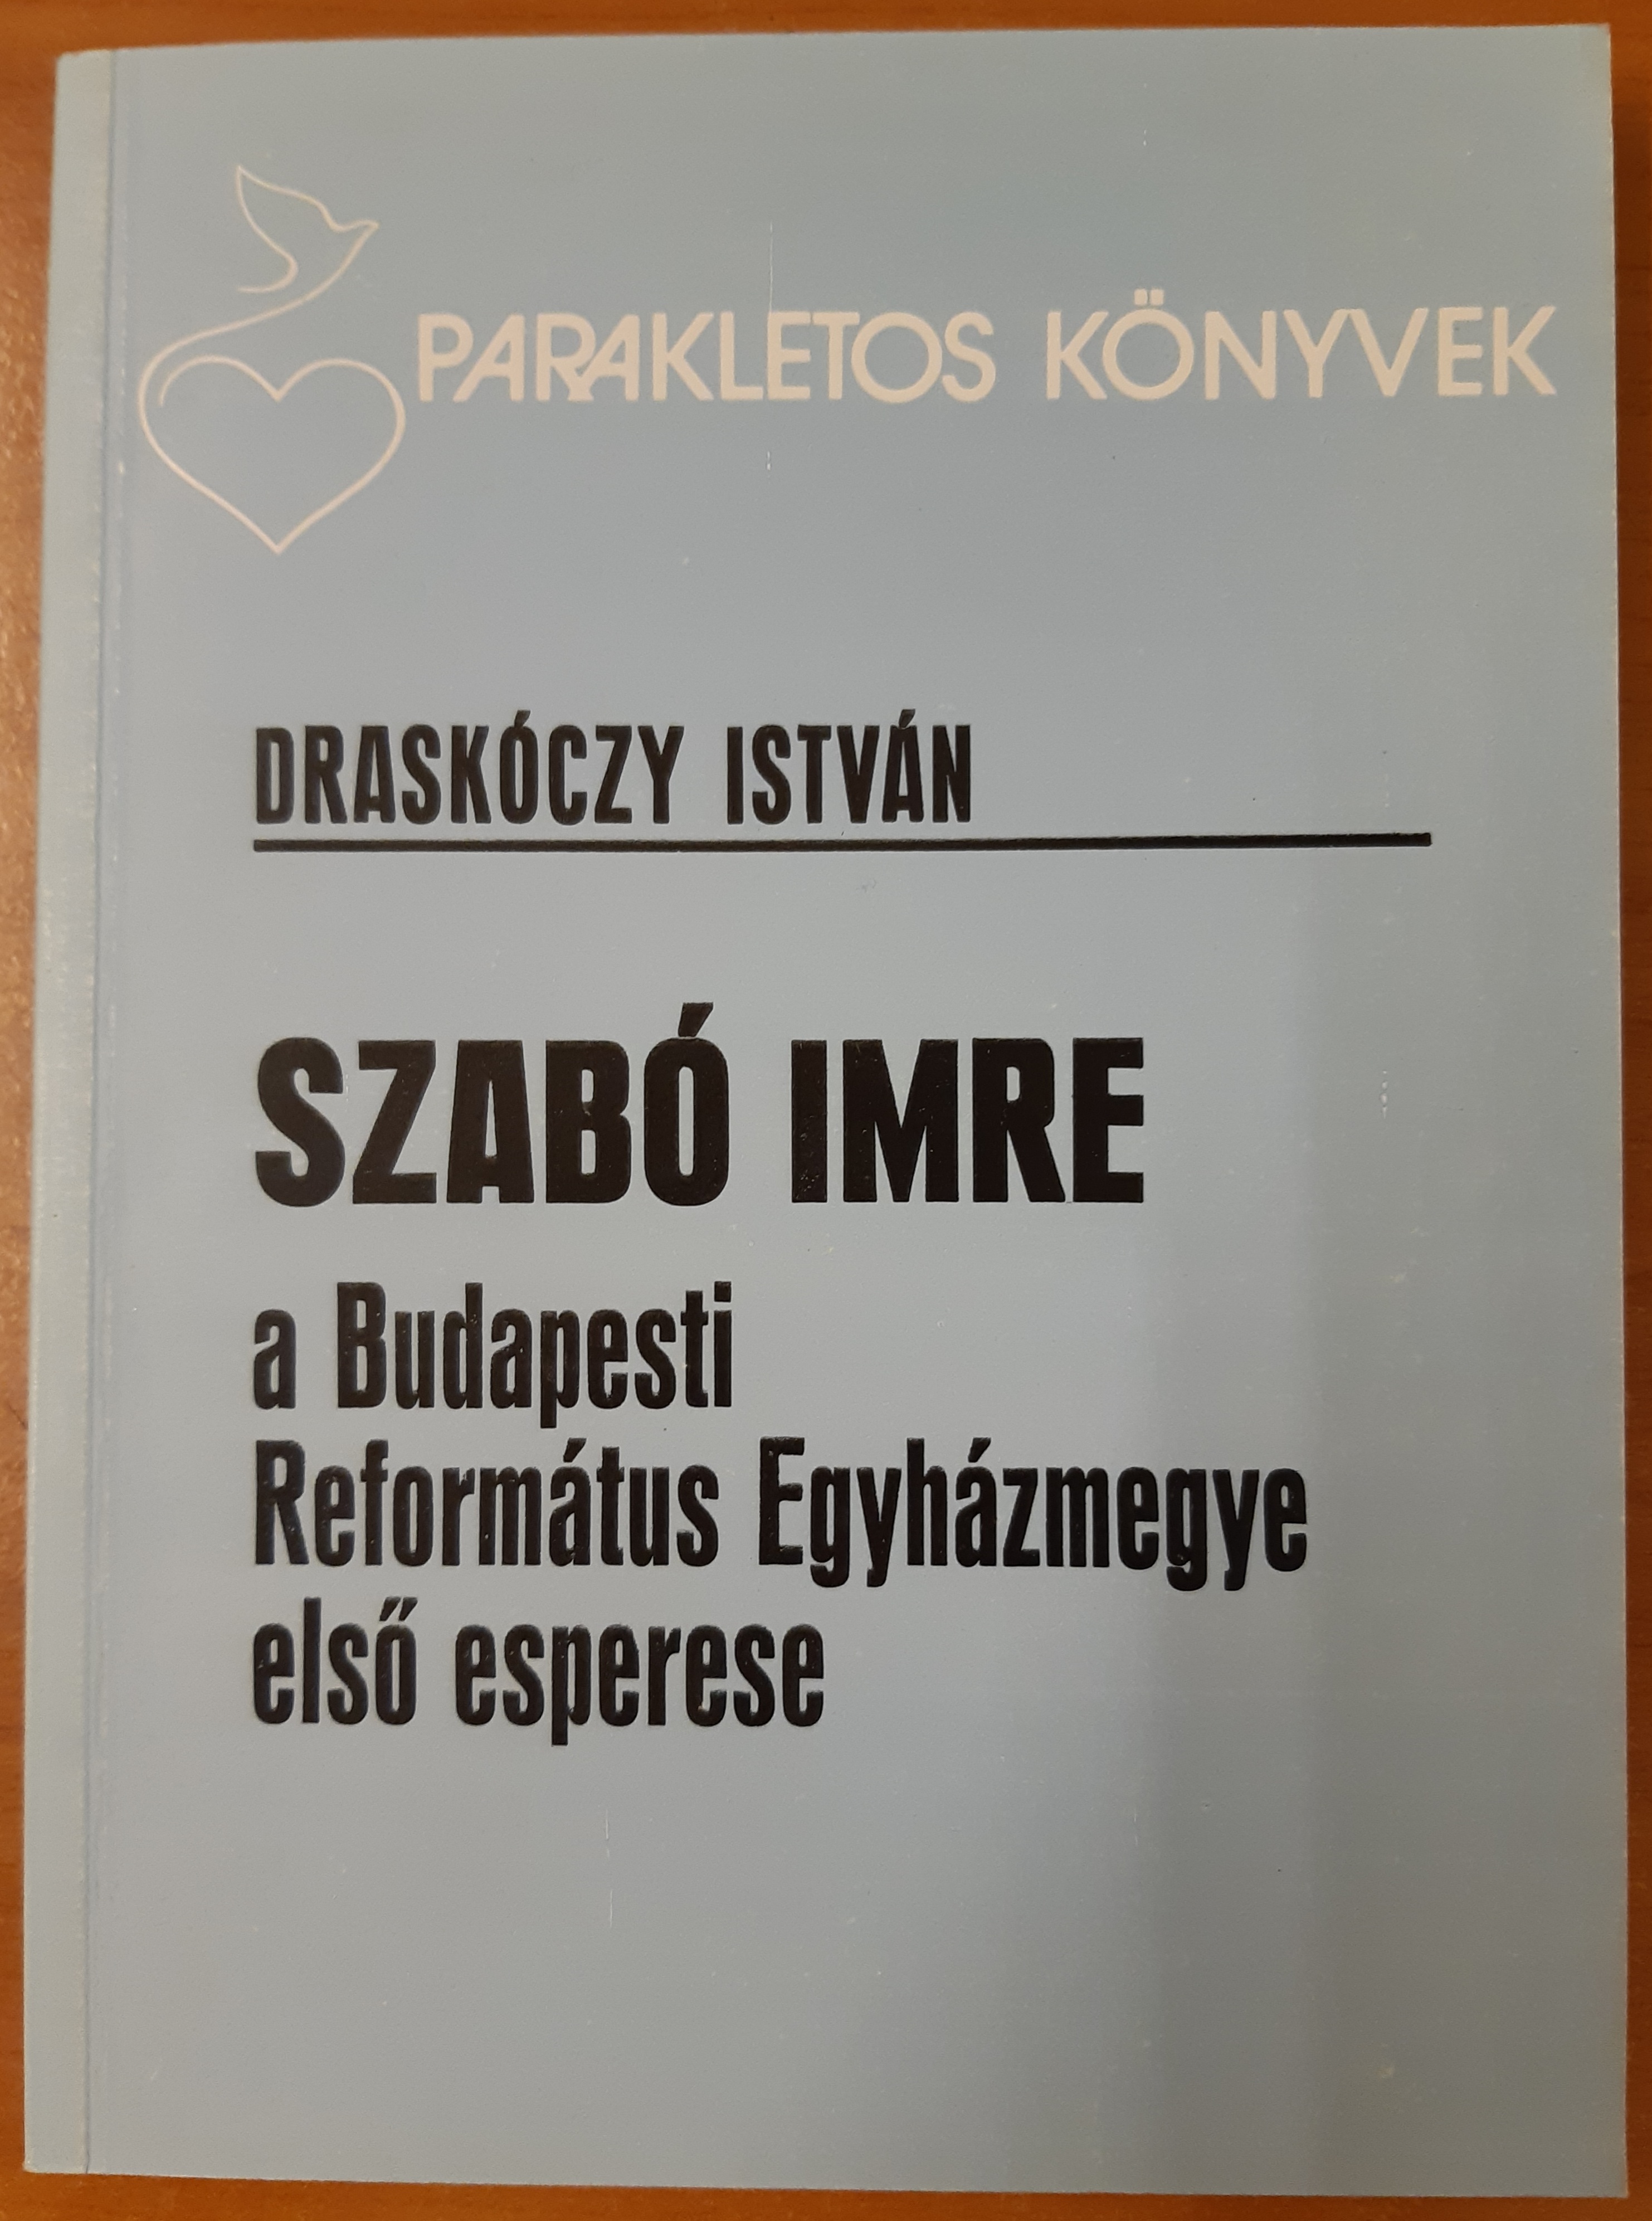 PARAKLETOS KÖNYVEK
DRASKÓCZY ISTVÁN
SZABÓ IMRE
a Budapesti
Református Egyházmegye
első esperese